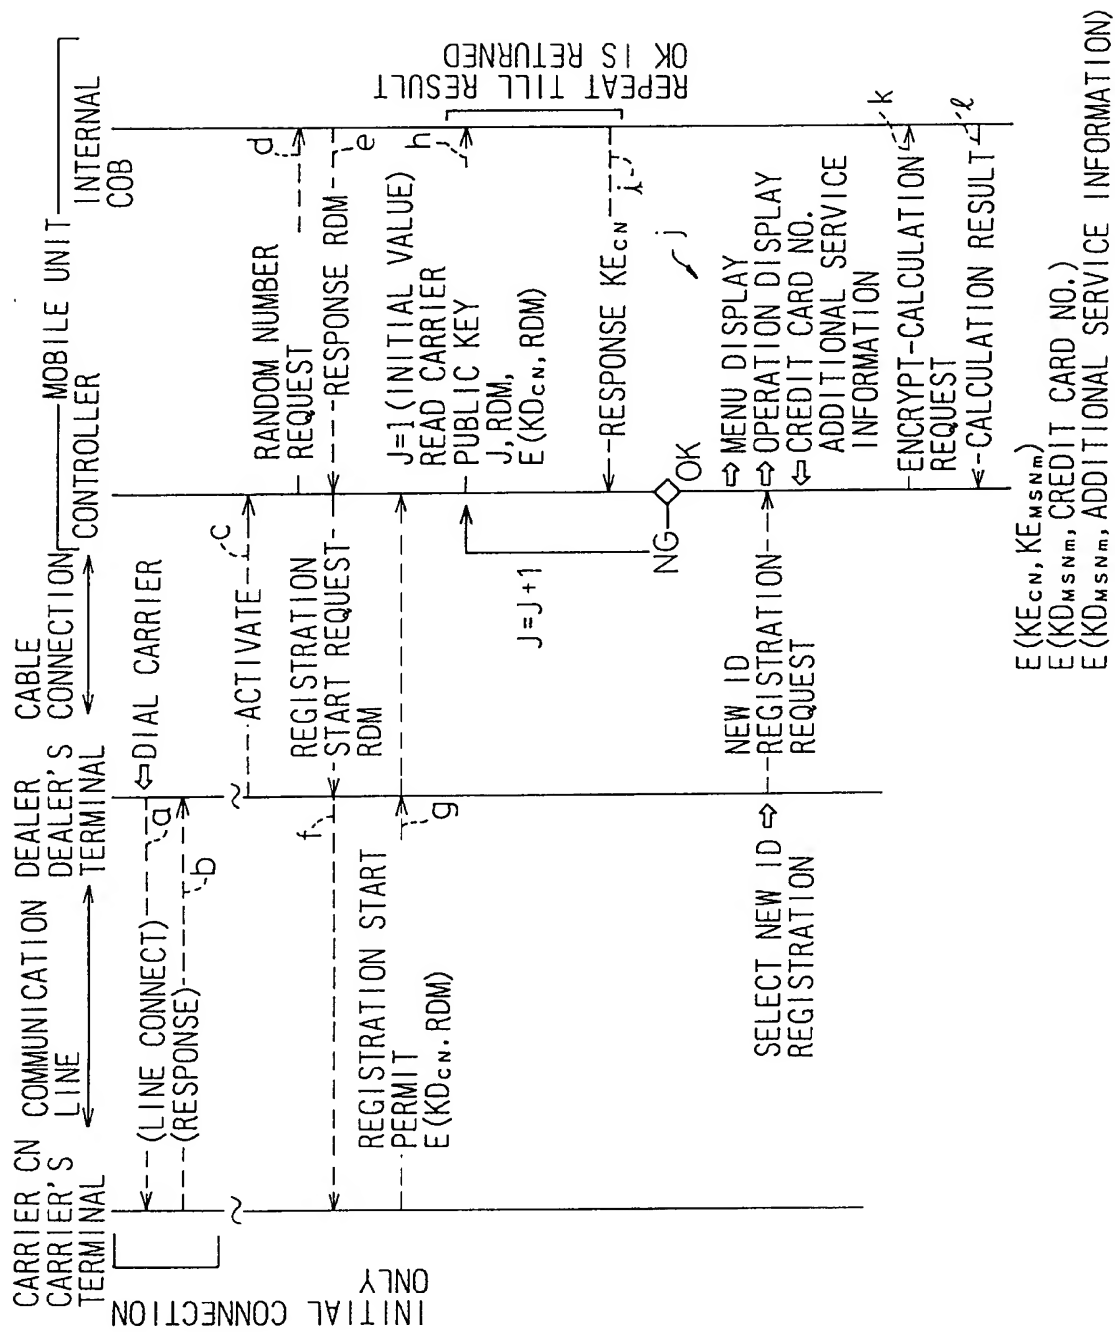 CARRIER CN
CARRIER'S
TERMINAL
COMMUNICATION
LINE
DEALER
DEALER'S
TERMINAL
CABLE
CONNECTION
MOBILE UNIT
CONTROLLER
INTERNAL
COB
INITIAL CONNECTION
ONLY
DIAL CARRIER
(LINE CONNECT)
a
(RESPONSE)
b
ACTIVATE
c
RANDOM NUMBER
REQUEST
d
RESPONSE RDM
e
REGISTRATION
START REQUEST
RDM
f
REGISTRATION START
PERMIT
E(KDCN. RDM)
g
J=1(INITIAL VALUE)
READ CARRIER
PUBLIC KEY
J, RDM,
E(KDCN, RDM)
h
REPEAT TILL RESULT
OK IS RETURNED
RESPONSE KECN
i
J=J+1
NG
OK
j
MENU DISPLAY
OPERATION DISPLAY
CREDIT CARD NO.
ADDITIONAL SERVICE
INFORMATION
SELECT NEW ID
REGISTRATION
NEW ID
REGISTRATION
REQUEST
ENCRYPT-CALCULATION
REQUEST
k
CALCULATION RESULT
l
E(KECN, KEMSNm)
E(KDMSNm, CREDIT CARD NO.)
E(KDMSNm, ADDITIONAL SERVICE INFORMATION)